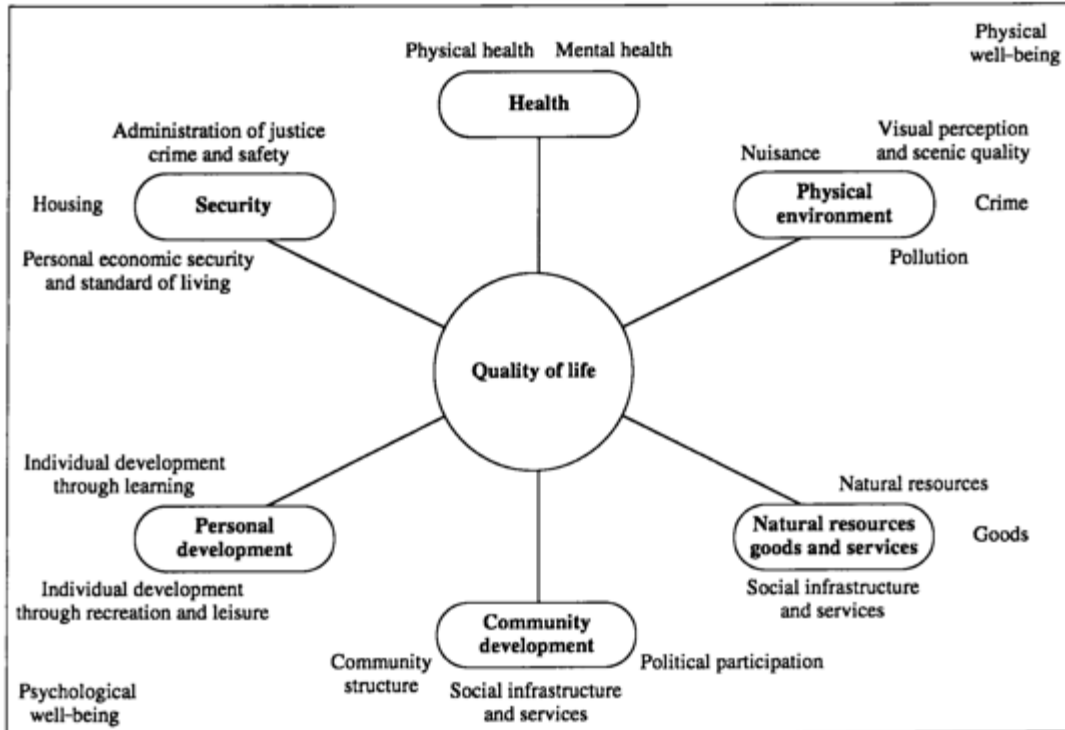 Physical
well-being
Physical health Mental health
Health
Administration of justice
crime and safety
Housing
Security
Personal economic security
and standard of living
Visual perception
and scenic quality
Nuisance
Physical
environment
Crime
Pollution
Quality of life
Individual development
through learning
Personal
development
Individual development
through recreation and leisure
Natural resources
Natural resources
goods and services
Goods
Social infrastructure
and services
Community
development
Community
structure
Political participation
Social infrastructure
and services
Psychological
well-being